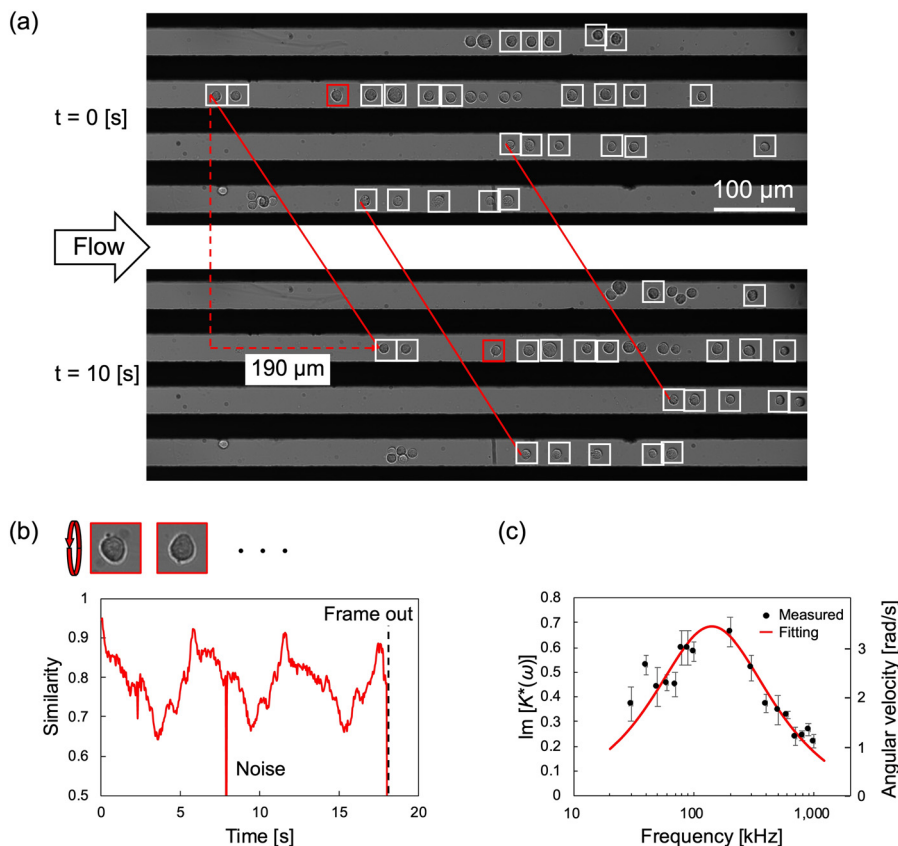 (a)
t = 0 [s]
100 μm
Flow
190 μm
t = 10 [s]
(b)
• • •
Similarity
1
0.9
0.8
0.7
0.6
0.5
Frame out
Noise
0
5
10
15
20
Time [s]
(c)
Im [K*(ω)]
0.8
0.7
0.6
0.5
0.4
0.3
0.2
0.1
0
Measured
Fitting
3
2
1
0
Angular velocity [rad/s]
10
100
1,000
Frequency [kHz]